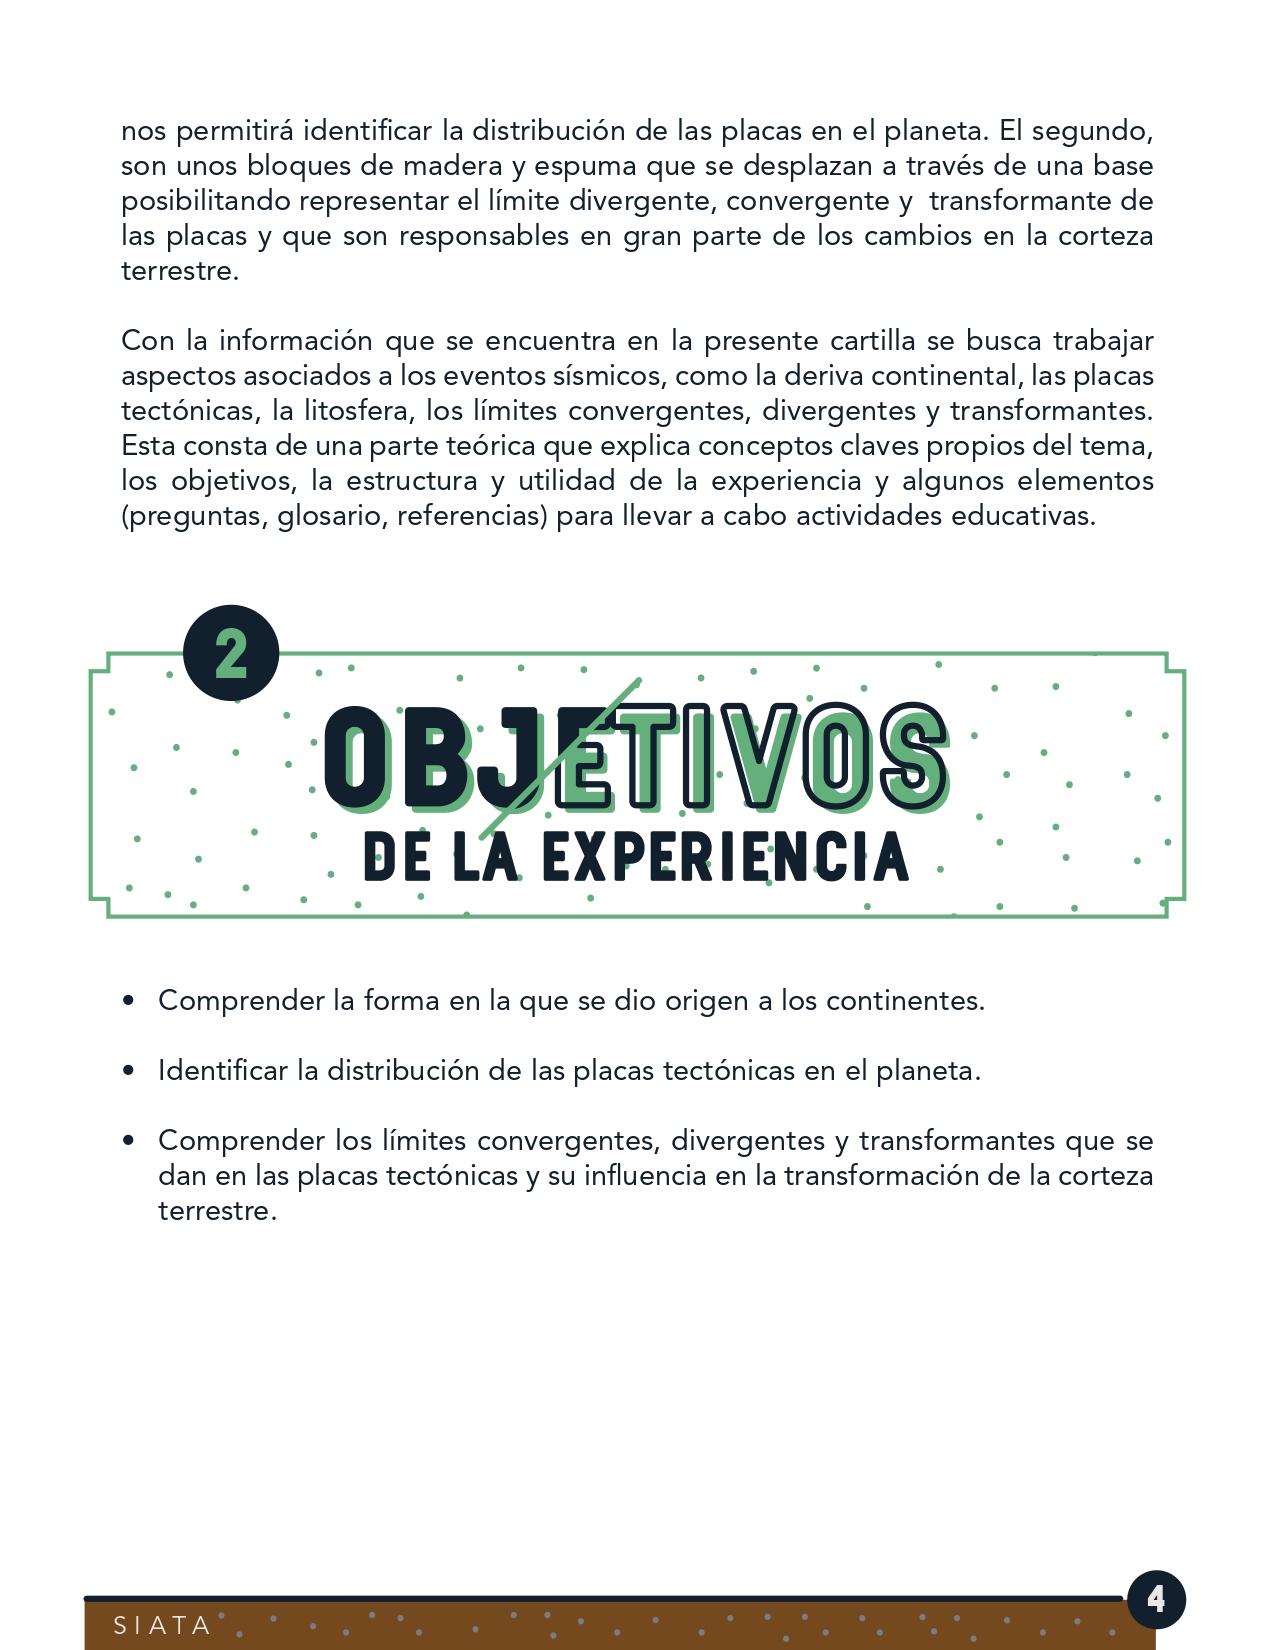 nos permitirá identificar la distribución de las placas en el planeta. El segundo,
son unos bloques de madera y espuma que se desplazan a través de una base
posibilitando representar el límite divergente, convergente y  transformante de
las placas y que son responsables en gran parte de los cambios en la corteza
terrestre.
Con la información que se encuentra en la presente cartilla se busca trabajar
aspectos asociados a los eventos sísmicos, como la deriva continental, las placas
tectónicas, la litosfera, los límites convergentes, divergentes y transformantes.
Esta consta de una parte teórica que explica conceptos claves propios del tema,
los objetivos, la estructura y utilidad de la experiencia y algunos elementos
(preguntas, glosario, referencias) para llevar a cabo actividades educativas.
2
OBJETIVOS
DE LA EXPERIENCIA
• Comprender la forma en la que se dio origen a los continentes.
• Identificar la distribución de las placas tectónicas en el planeta.
• Comprender los límites convergentes, divergentes y transformantes que se
dan en las placas tectónicas y su influencia en la transformación de la corteza
terrestre.
SIATA
4